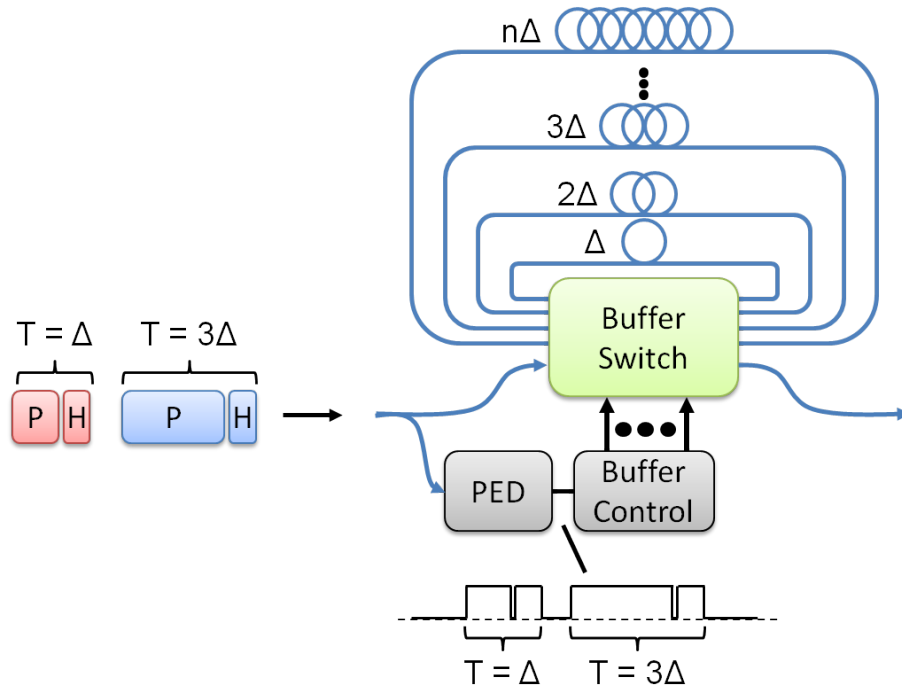 nΔ
3Δ
2Δ
Δ
Buffer
Switch
T = Δ
T = 3Δ
P
H
P
H
PED
Buffer
Control
T = Δ
T = 3Δ